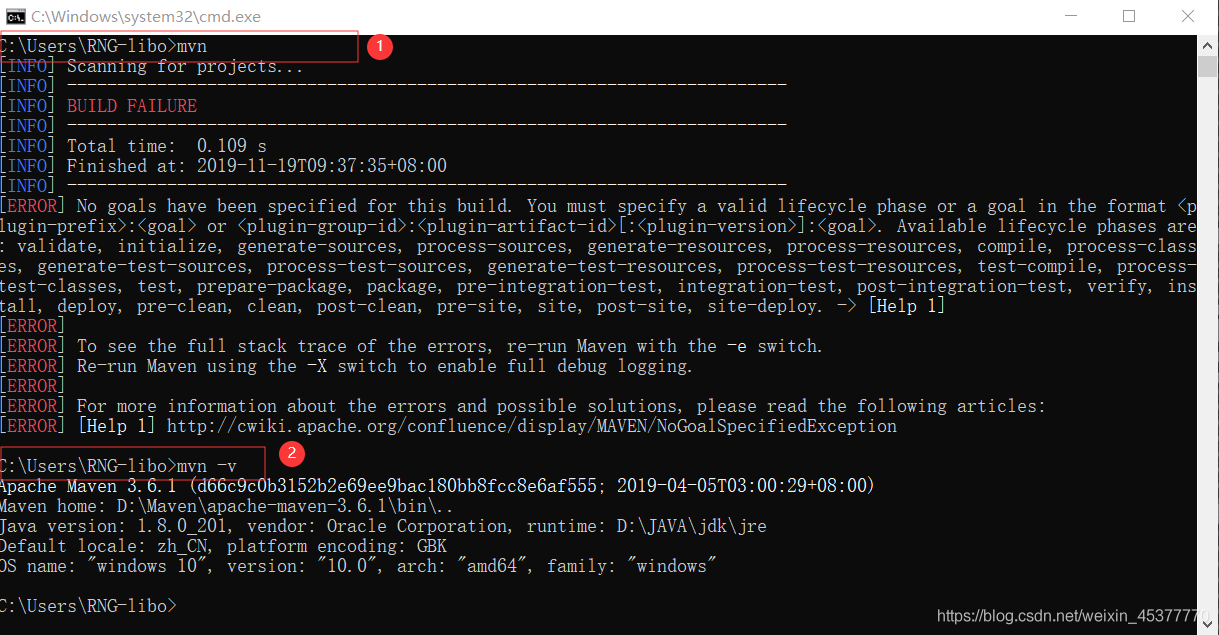 C:\Windows\system32\cmd.exe
C:\Users\RNG-libo>mvn
1
[INFO] Scanning for projects...
[INFO] ------------------------------------------------------------------------
[INFO] BUILD FAILURE
[INFO] ------------------------------------------------------------------------
[INFO] Total time:  0.109 s
[INFO] Finished at: 2019-11-19T09:37:35+08:00
[INFO] ------------------------------------------------------------------------
[ERROR] No goals have been specified for this build. You must specify a valid lifecycle phase or a goal in the format <p
lugin-prefix>:<goal> or <plugin-group-id>:<plugin-artifact-id>[:<plugin-version>]:<goal>. Available lifecycle phases are
: validate, initialize, generate-sources, process-sources, generate-resources, process-resources, compile, process-class
es, generate-test-sources, process-test-sources, generate-test-resources, process-test-resources, test-compile, process-
test-classes, test, prepare-package, package, pre-integration-test, integration-test, post-integration-test, verify, ins
tall, deploy, pre-clean, clean, post-clean, pre-site, site, post-site, site-deploy. -> [Help 1]
[ERROR]
[ERROR] To see the full stack trace of the errors, re-run Maven with the -e switch.
[ERROR] Re-run Maven using the -X switch to enable full debug logging.
[ERROR]
[ERROR] For more information about the errors and possible solutions, please read the following articles:
[ERROR] [Help 1] http://cwiki.apache.org/confluence/display/MAVEN/NoGoalSpecifiedException
2
C:\Users\RNG-libo>mvn -v
Apache Maven 3.6.1 (d66c9c0b3152b2e69ee9bac180bb8fcc8e6af555; 2019-04-05T03:00:29+08:00)
Maven home: D:\Maven\apache-maven-3.6.1\bin\..
Java version: 1.8.0_201, vendor: Oracle Corporation, runtime: D:\JAVA\jdk\jre
Default locale: zh_CN, platform encoding: GBK
OS name: "windows 10", version: "10.0", arch: "amd64", family: "windows"
C:\Users\RNG-libo>
https://blog.csdn.net/weixin_45377770